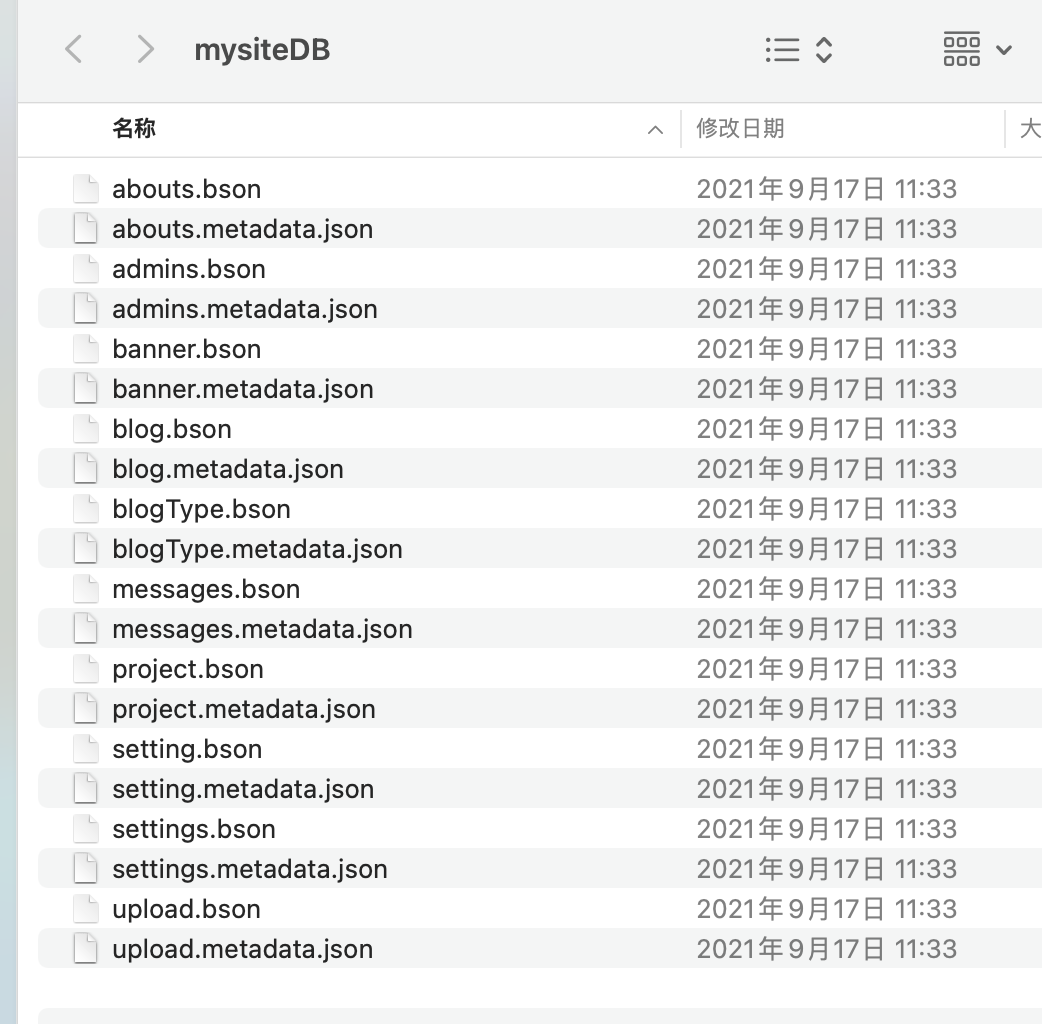 mysiteDB
名称 修改日期 大
abouts.bson 2021年9月17日 11:33
abouts.metadata.json 2021年9月17日 11:33
admins.bson 2021年9月17日 11:33
admins.metadata.json 2021年9月17日 11:33
banner.bson 2021年9月17日 11:33
banner.metadata.json 2021年9月17日 11:33
blog.bson 2021年9月17日 11:33
blog.metadata.json 2021年9月17日 11:33
blogType.bson 2021年9月17日 11:33
blogType.metadata.json 2021年9月17日 11:33
messages.bson 2021年9月17日 11:33
messages.metadata.json 2021年9月17日 11:33
project.bson 2021年9月17日 11:33
project.metadata.json 2021年9月17日 11:33
setting.bson 2021年9月17日 11:33
setting.metadata.json 2021年9月17日 11:33
settings.bson 2021年9月17日 11:33
settings.metadata.json 2021年9月17日 11:33
upload.bson 2021年9月17日 11:33
upload.metadata.json 2021年9月17日 11:33